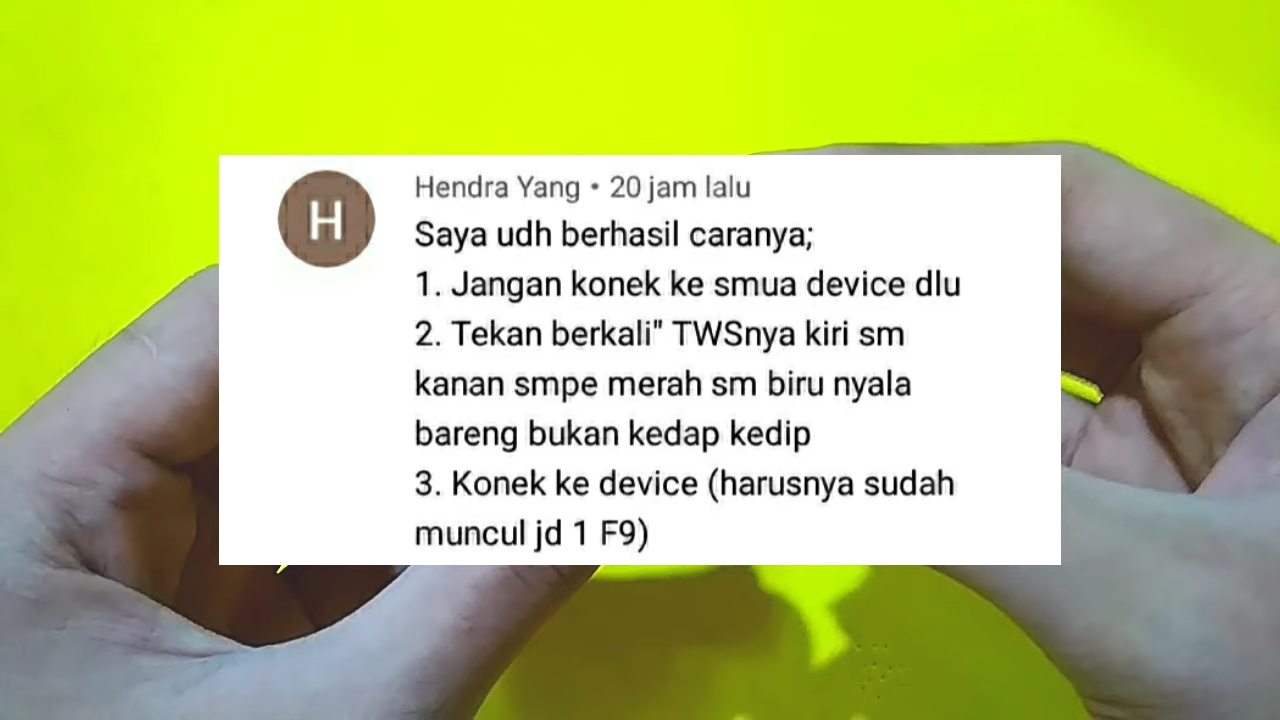 H
Hendra Yang • 20 jam lalu
Saya udh berhasil caranya;
1. Jangan konek ke smua device dlu
2. Tekan berkali" TWSnya kiri sm
kanan smpe merah sm biru nyala
bareng bukan kedap kedip
3. Konek ke device (harusnya sudah
muncul jd 1 F9)